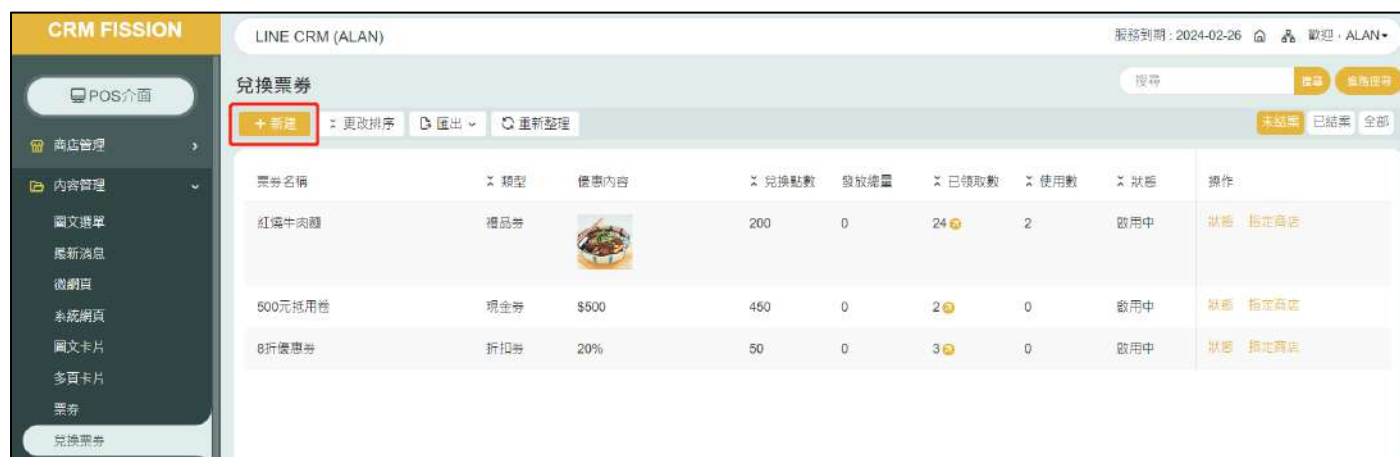 CRM FISSION
LINE CRM (ALAN)
服務到期 : 2024-02-26 歡迎，ALAN
POS介面
兌換票券
搜尋 搜尋 進階搜尋
+ 新建 更改排序 匯出 重新整理
未結案 已結案 全部
商店管理
內容管理
圖文選單
最新消息
微網頁
系統網頁
圖文卡片
多頁卡片
票券
兌換票券
票券名稱 類型 優惠內容 兌換點數 發放總量 已領取數 使用數 狀態 操作
紅燒牛肉麵 禮品券 200 0 24 2 啟用中 狀態 指定商店
500元抵用卷 現金券 $500 450 0 2 0 啟用中 狀態 指定商店
8折優惠券 折扣券 20% 50 0 3 0 啟用中 狀態 指定商店